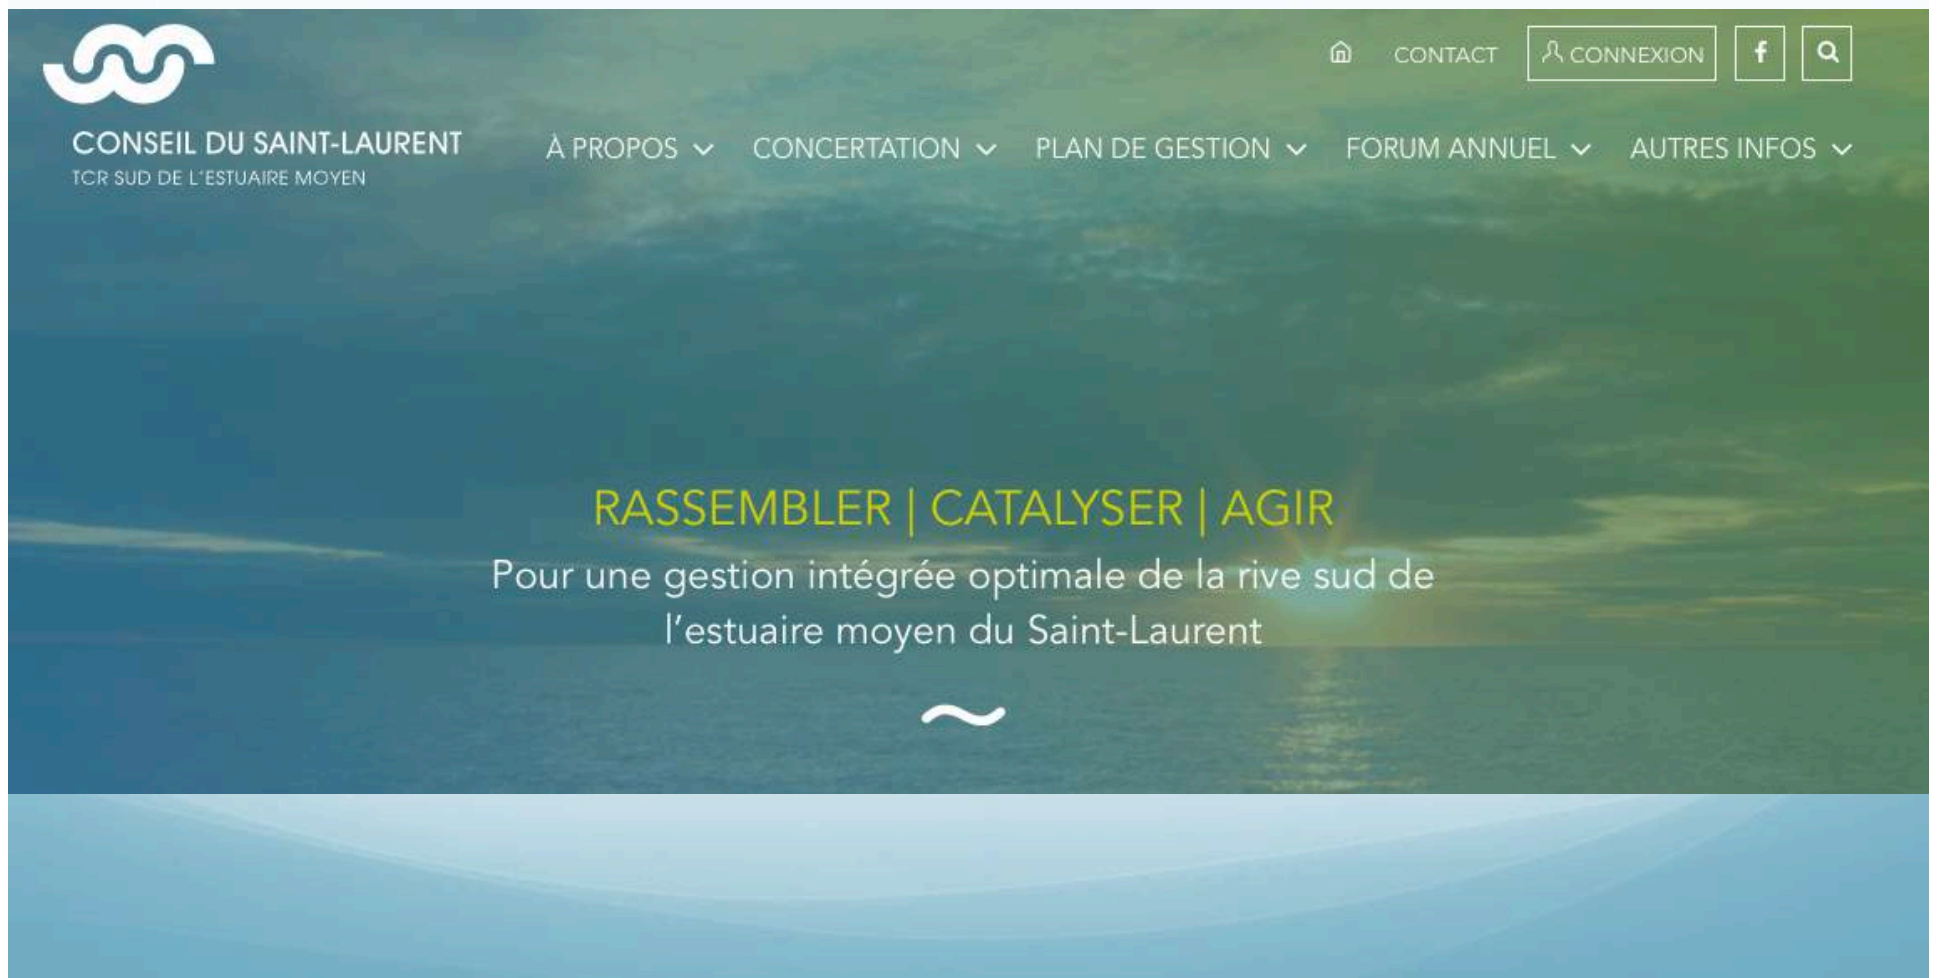 CONTACT
CONNEXION
f
CONSEIL DU SAINT-LAURENT
TCR SUD DE L'ESTUAIRE MOYEN
À PROPOS
CONCERTATION
PLAN DE GESTION
FORUM ANNUEL
AUTRES INFOS
RASSEMBLER | CATALYSER | AGIR
Pour une gestion intégrée optimale de la rive sud de
l’estuaire moyen du Saint-Laurent